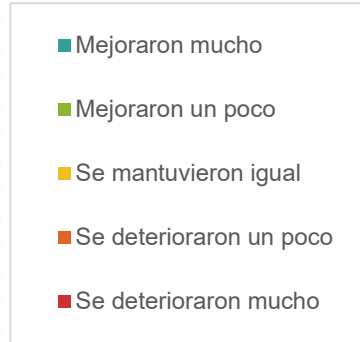 Mejoraron mucho
Mejoraron un poco
Se mantuvieron igual
Se deterioraron un poco
Se deterioraron mucho